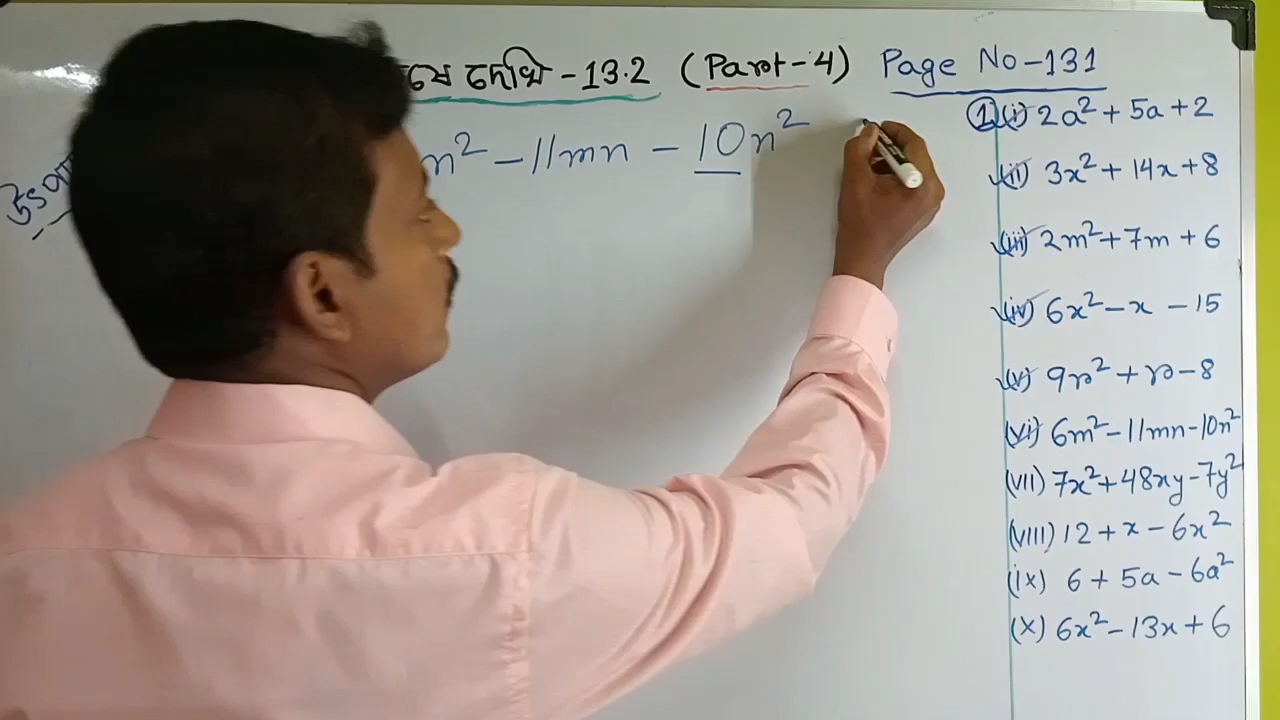 দেখি - 13.2 (Part - 4) Page No - 131
m² - 11mn - 10n²
① (i) 2a² + 5a + 2
(ii) 3x² + 14x + 8
(iii) 2m² + 7m + 6
(iv) 6x² - x - 15
(v) 9r² + r - 8
(vi) 6m² - 11mn - 10n²
(vii) 7x² + 48xy - 7y²
(viii) 12 + x - 6x²
(ix) 6 + 5a - 6a²
(x) 6x² - 13x + 6